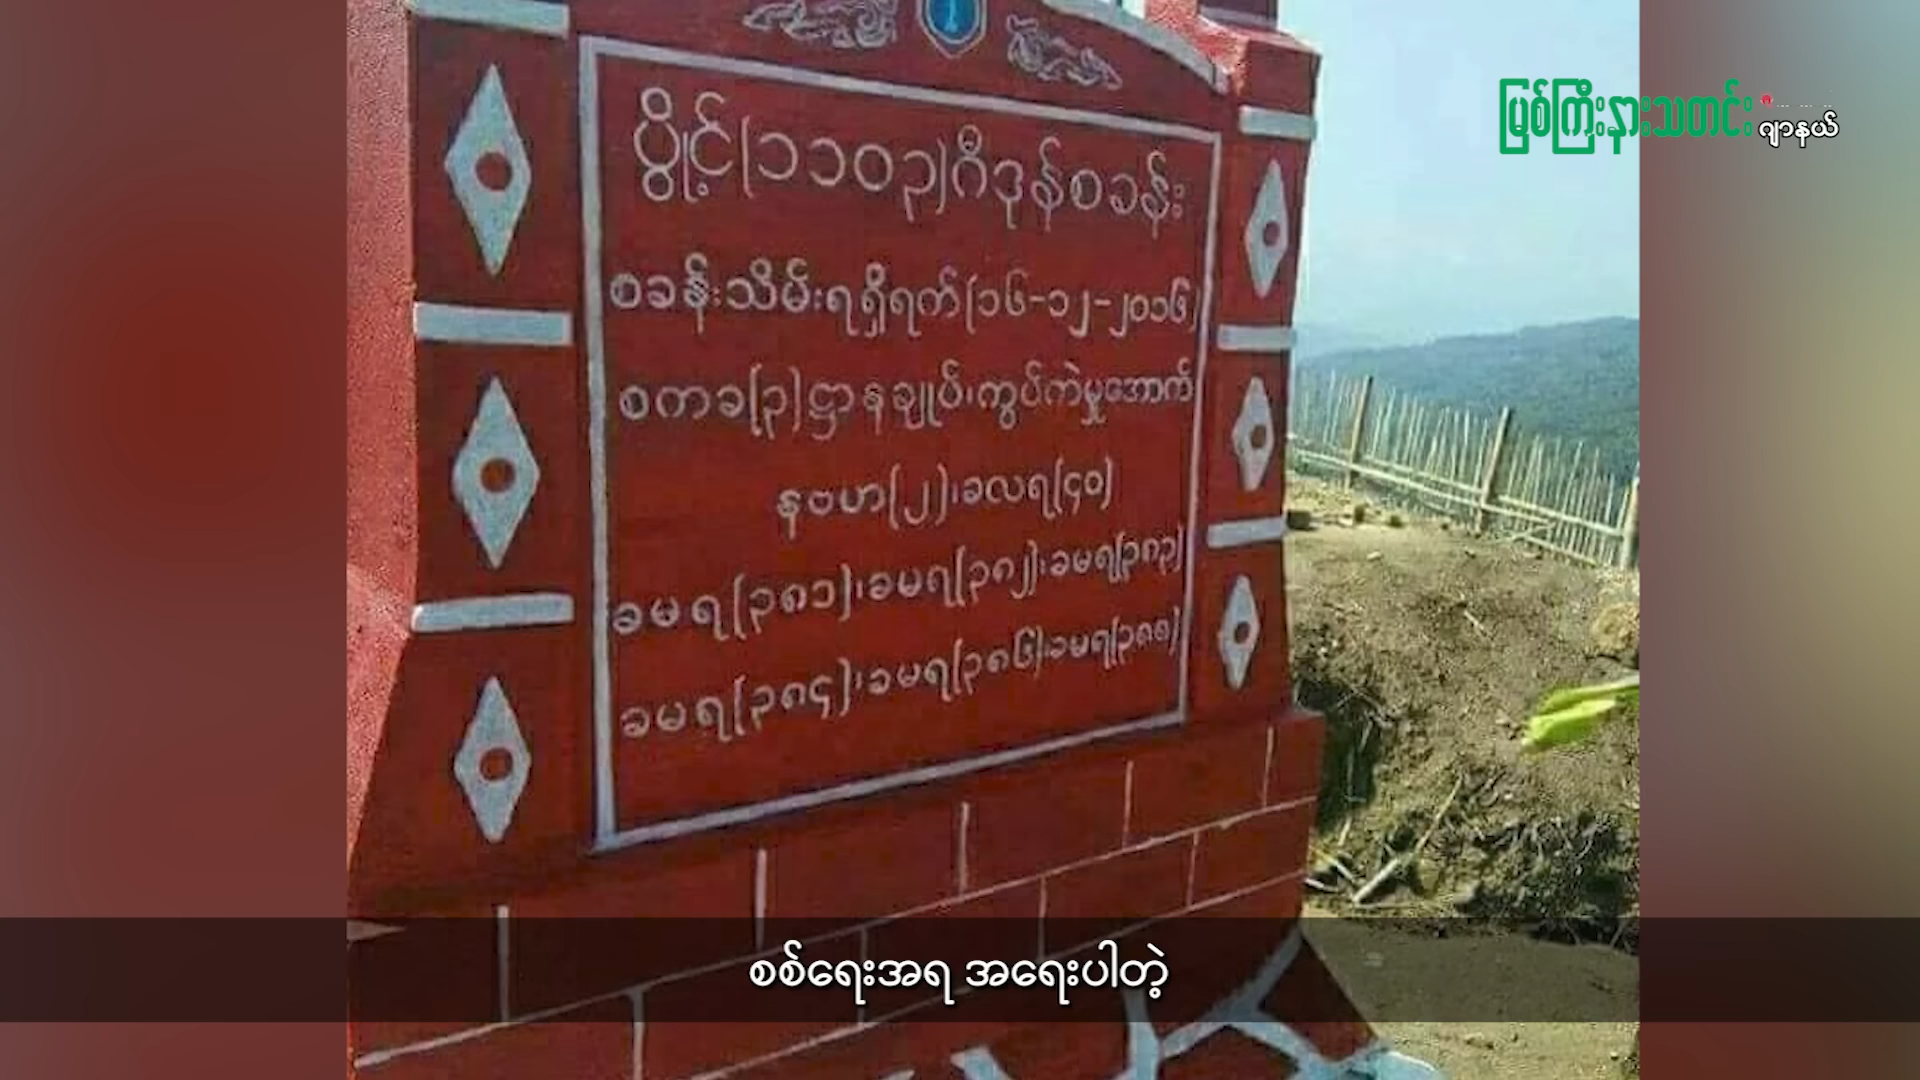 မြစ်ကြီးနားသတင်း
ဂျာနယ်
ပွိုင့်(၁၁၀၃)ဂီဒုန်စခန်း
စခန်းသိမ်းရရှိရက်(၁၆-၁၂-၂၀၁၆)
စကခ(၃)ဌာနချုပ်၊ကွပ်ကဲမှုအောက်
နဗဟ(၂)၊ခလရ(၄၀)
ခမရ(၃၈၁)၊ခမရ(၃၈၂)၊ခမရ(၃၈၃)
ခမရ(၃၈၄)၊ခမရ(၃၈၆)၊ခမရ(၃၈၈)
စစ်ရေးအရ အရေးပါတဲ့